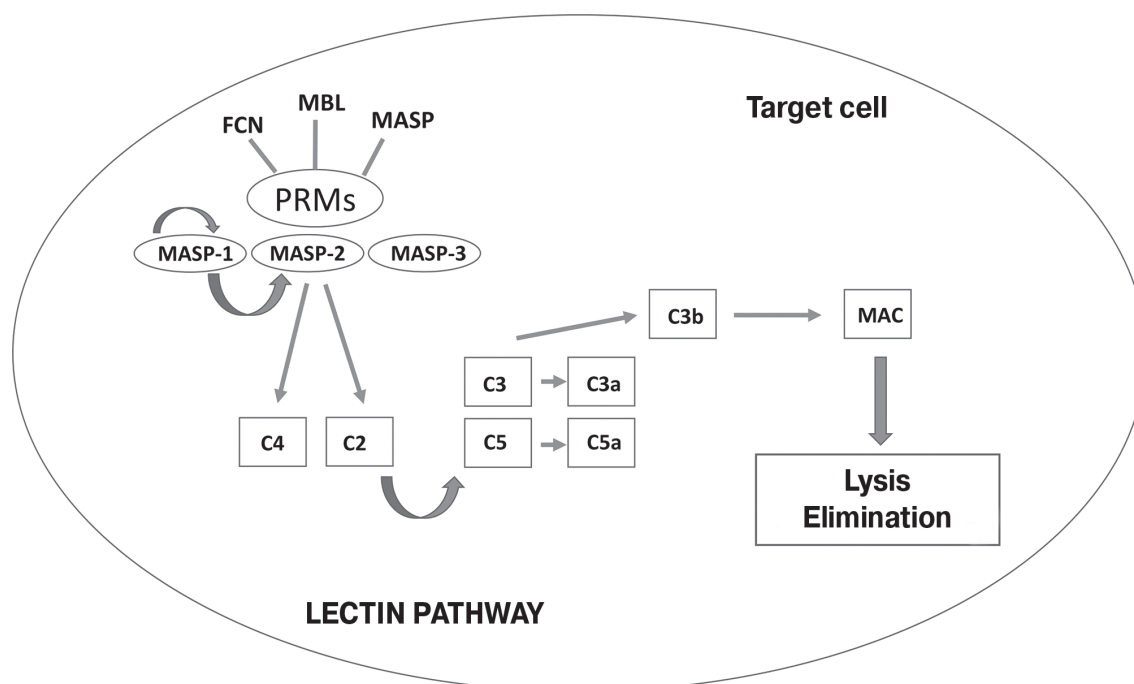 Target cell
MBL
FCN
MASP
PRMs
MASP-1
MASP-2
MASP-3
C3b
MAC
C3
C3a
C4
C2
C5
C5a
Lysis
Elimination
LECTIN PATHWAY